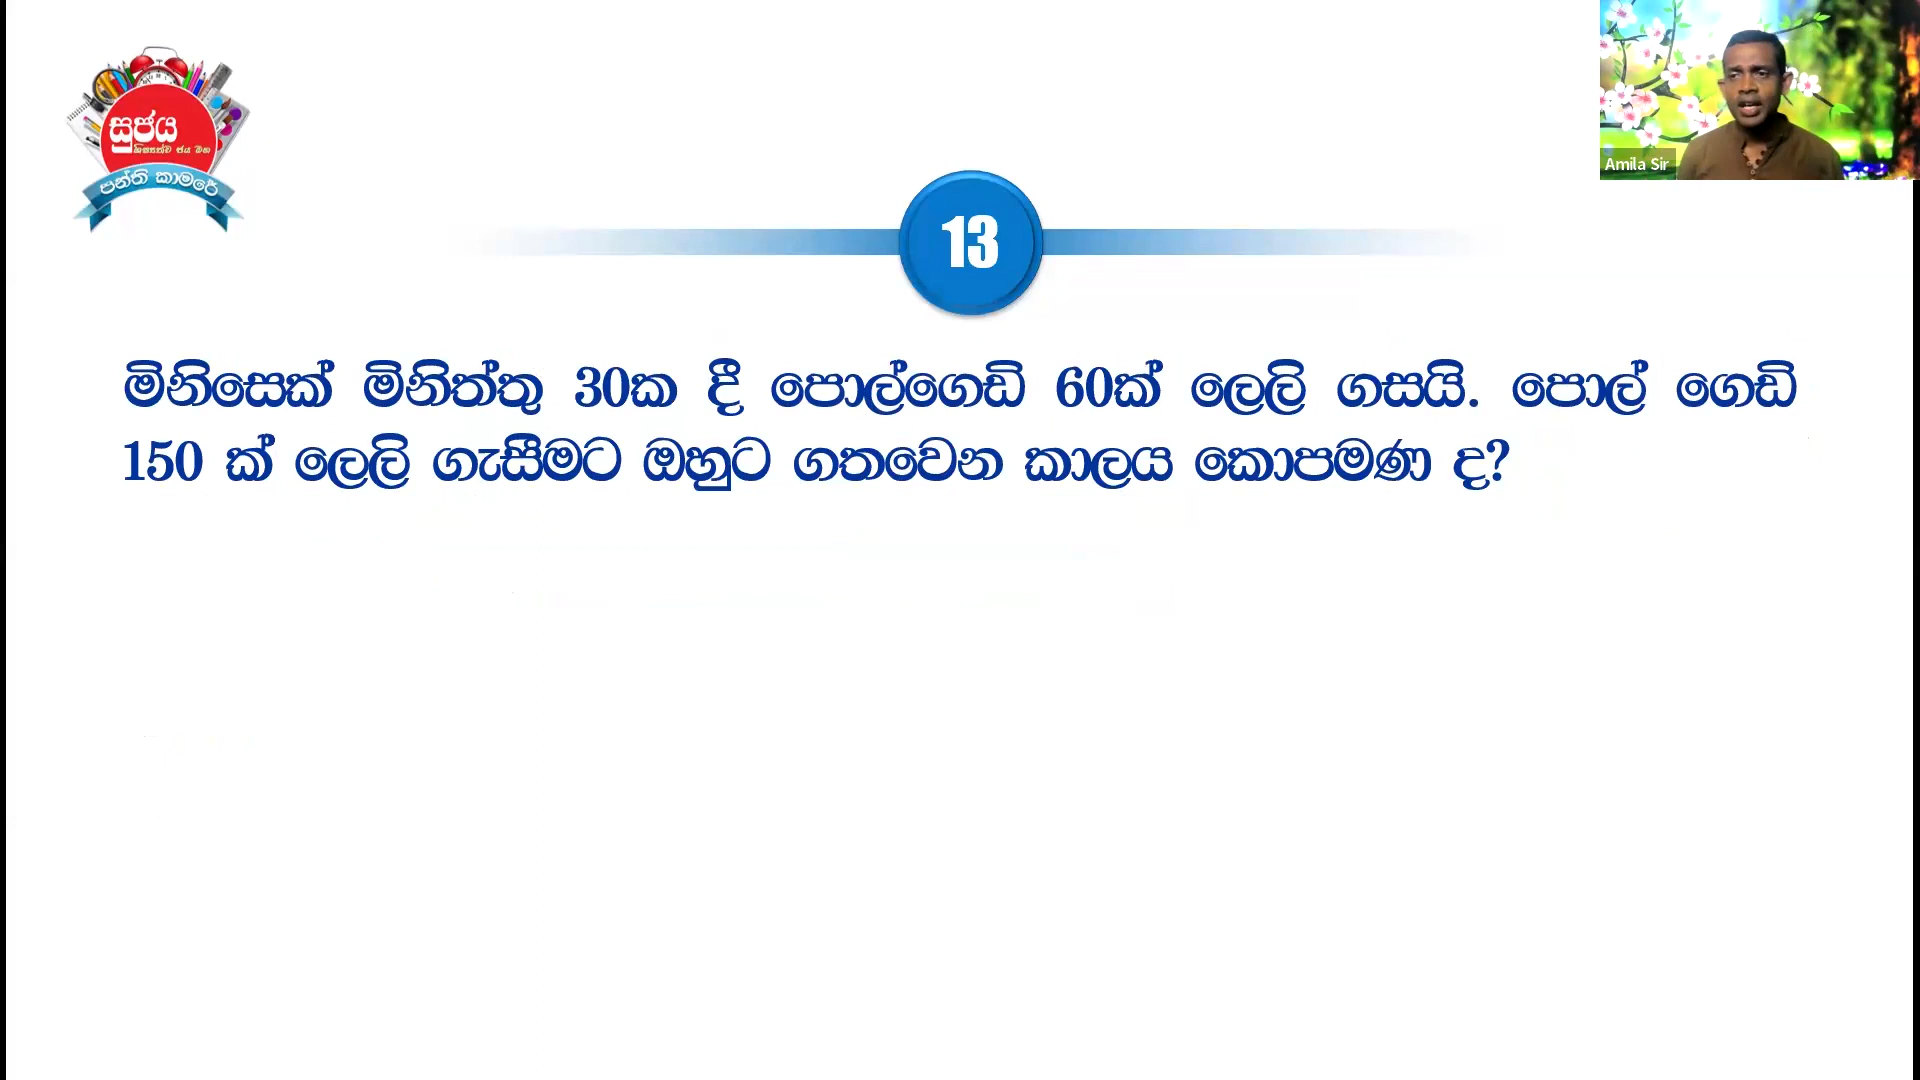 සුජය
පන්ති කාමරේ
Amila Sir
13
මිනිසෙක් මිනිත්තු 30ක දී පොල්ගෙඩි 60ක් ලෙලි ගසයි. පොල් ගෙඩි
150 ක් ලෙලි ගැසීමට ඔහුට ගතවෙන කාලය කොපමණ ද?